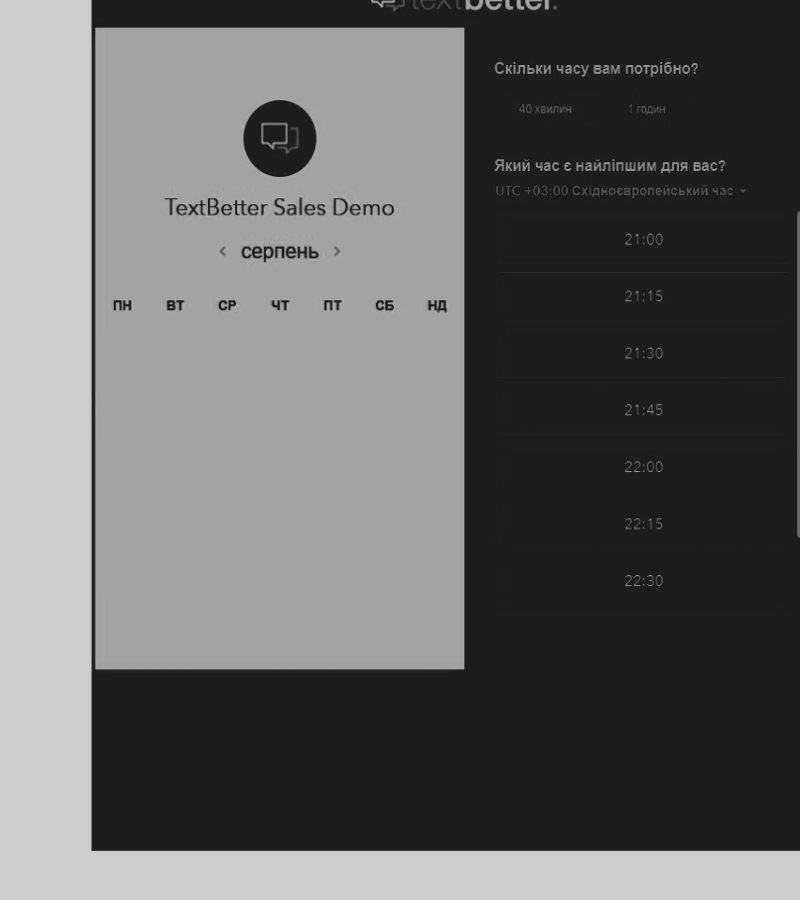 textbetter.
TextBetter Sales Demo
< серпень >
ПН ВТ СР ЧТ ПТ СБ НД
Скільки часу вам потрібно?
40 хвилин 1 годин
Який час є найліпшим для вас?
UTC +03:00 Східноєвропейський час
21:00
21:15
21:30
21:45
22:00
22:15
22:30